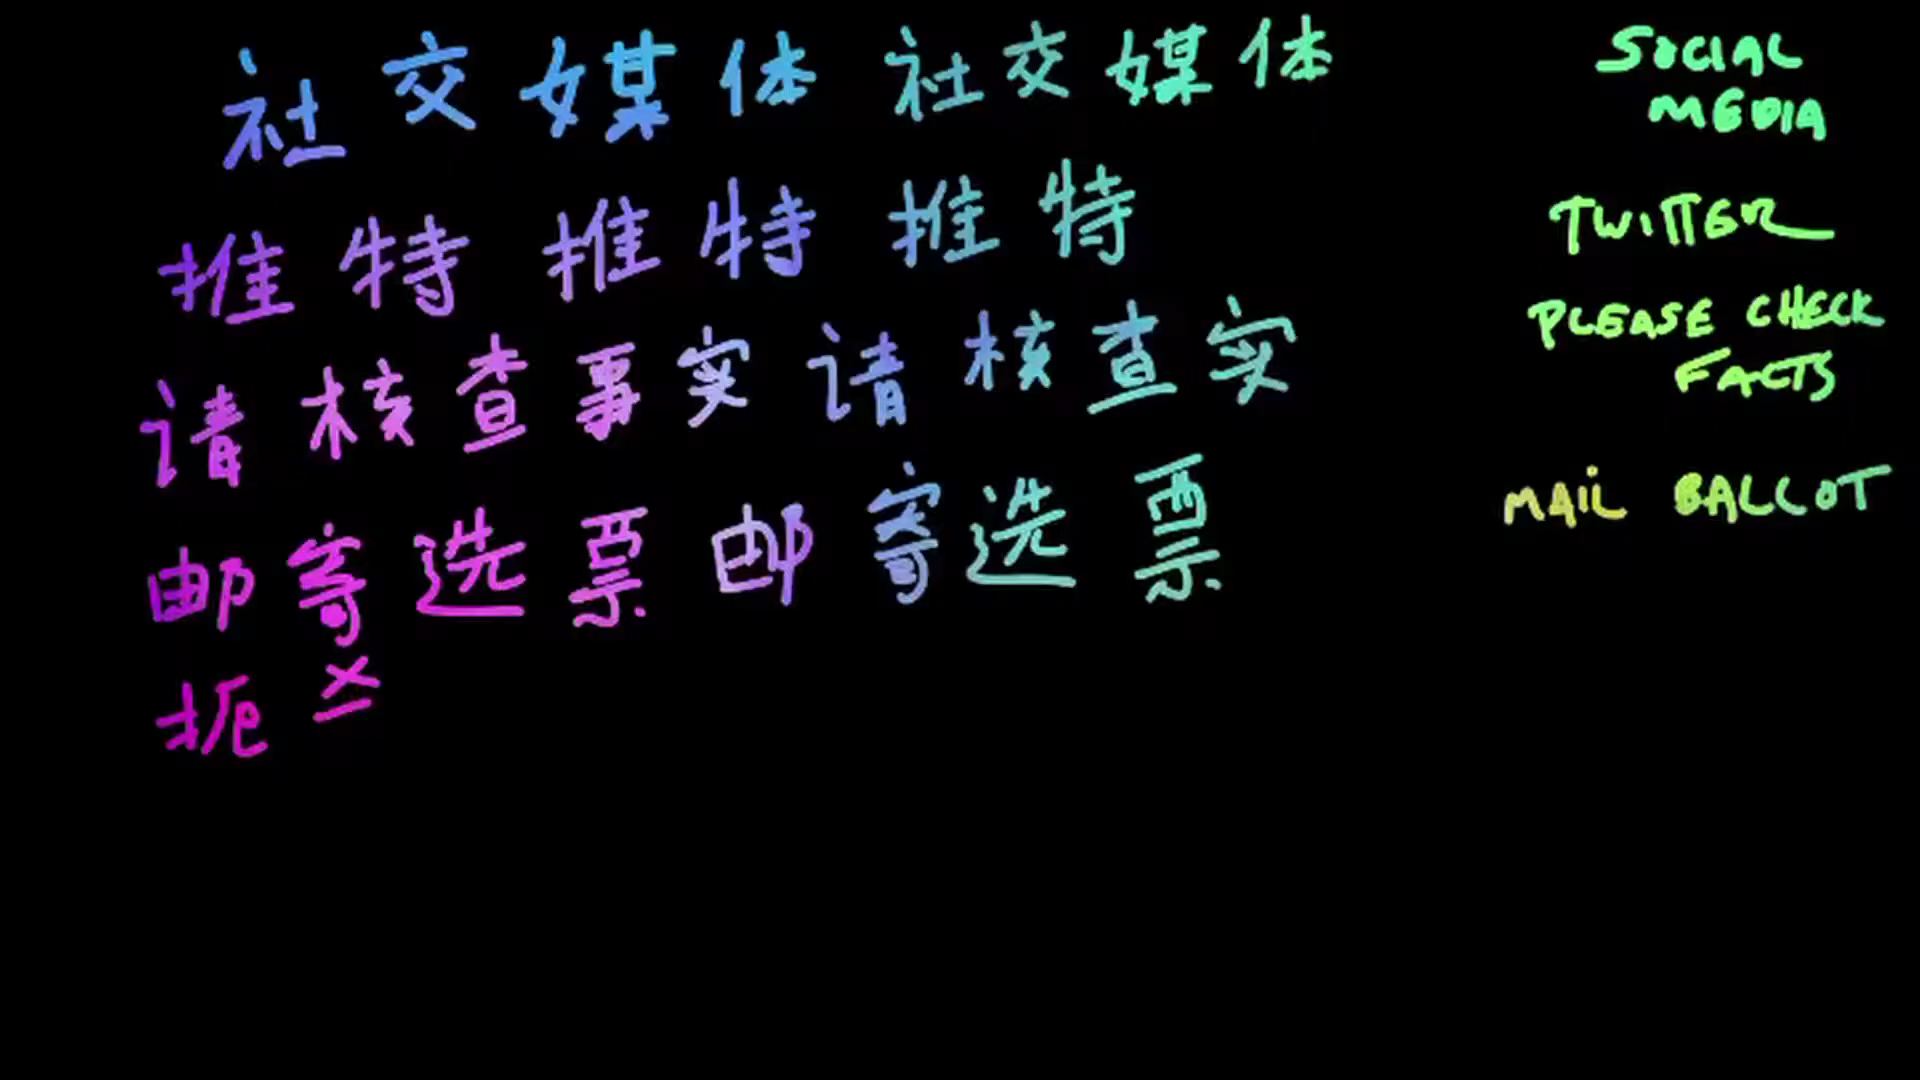 社交媒体 社交媒体 SOCIAL
MEDIA
推特 推特 推特 TWITTER
请核查事实 请核查实 PLEASE CHECK
FACTS
邮寄选票 邮寄选票 MAIL BALLOT
扼